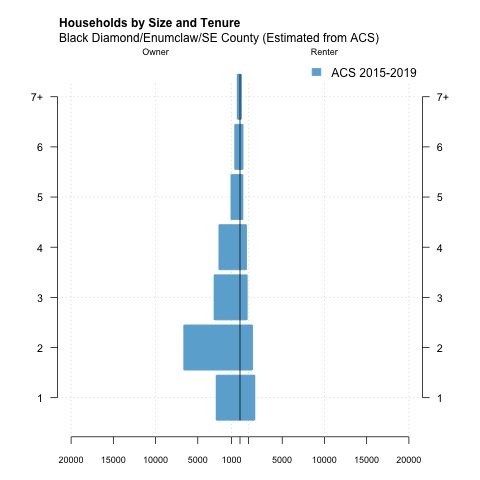 Households by Size and Tenure
Black Diamond/Enumclaw/SE County (Estimated from ACS)
Owner Renter
ACS 2015-2019
7+ 7+
6 6
5 5
4 4
3 3
2 2
1 1
20000 15000 10000 5000 1000 5000 10000 15000 20000